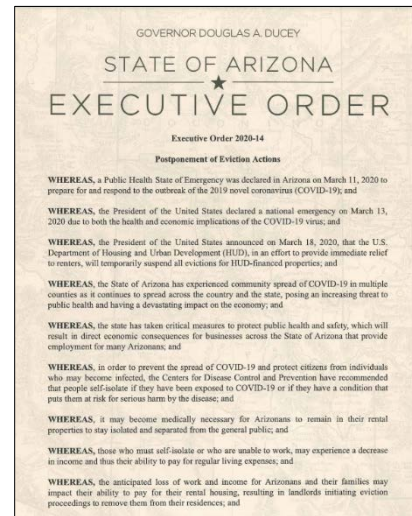 GOVERNOR DOUGLAS A. DUCEY
STATE OF ARIZONA
EXECUTIVE ORDER
Executive Order 2020-14
Postponement of Eviction Actions
WHEREAS, a Public Health State of Emergency was declared in Arizona on March 11, 2020 to
prepare for and respond to the outbreak of the 2019 novel coronavirus (COVID-19); and
WHEREAS, the President of the United States declared a national emergency on March 13,
2020 due to both the health and economic implications of the COVID-19 virus; and
WHEREAS, the President of the United States announced on March 18, 2020, that the U.S.
Department of Housing and Urban Development (HUD), in an effort to provide immediate relief
to renters, will temporarily suspend all evictions for HUD-financed properties; and
WHEREAS, the State of Arizona has experienced community spread of COVID-19 in multiple
counties as it continues to spread across the country and the state, posing an increasing threat to
public health and having a devastating impact on the economy; and
WHEREAS, the state has taken critical measures to protect public health and safety, which will
result in direct economic consequences for businesses across the State of Arizona that provide
employment for many Arizonans; and
WHEREAS, in order to prevent the spread of COVID-19 and protect citizens from individuals
who may become infected, the Centers for Disease Control and Prevention have recommended
that people self-isolate if they have been exposed to COVID-19 or if they have a condition that
puts them at risk for serious harm by the disease; and
WHEREAS, it may become medically necessary for Arizonans to remain in their rental
properties to stay isolated and separated from the general public; and
WHEREAS, those who must self-isolate or who are unable to work, may experience a decrease
in income and thus their ability to pay for regular living expenses; and
WHEREAS, the anticipated loss of work and income for Arizonans and their families may
impact their ability to pay for their rental housing, resulting in landlords initiating eviction
proceedings to remove them from their residences; and